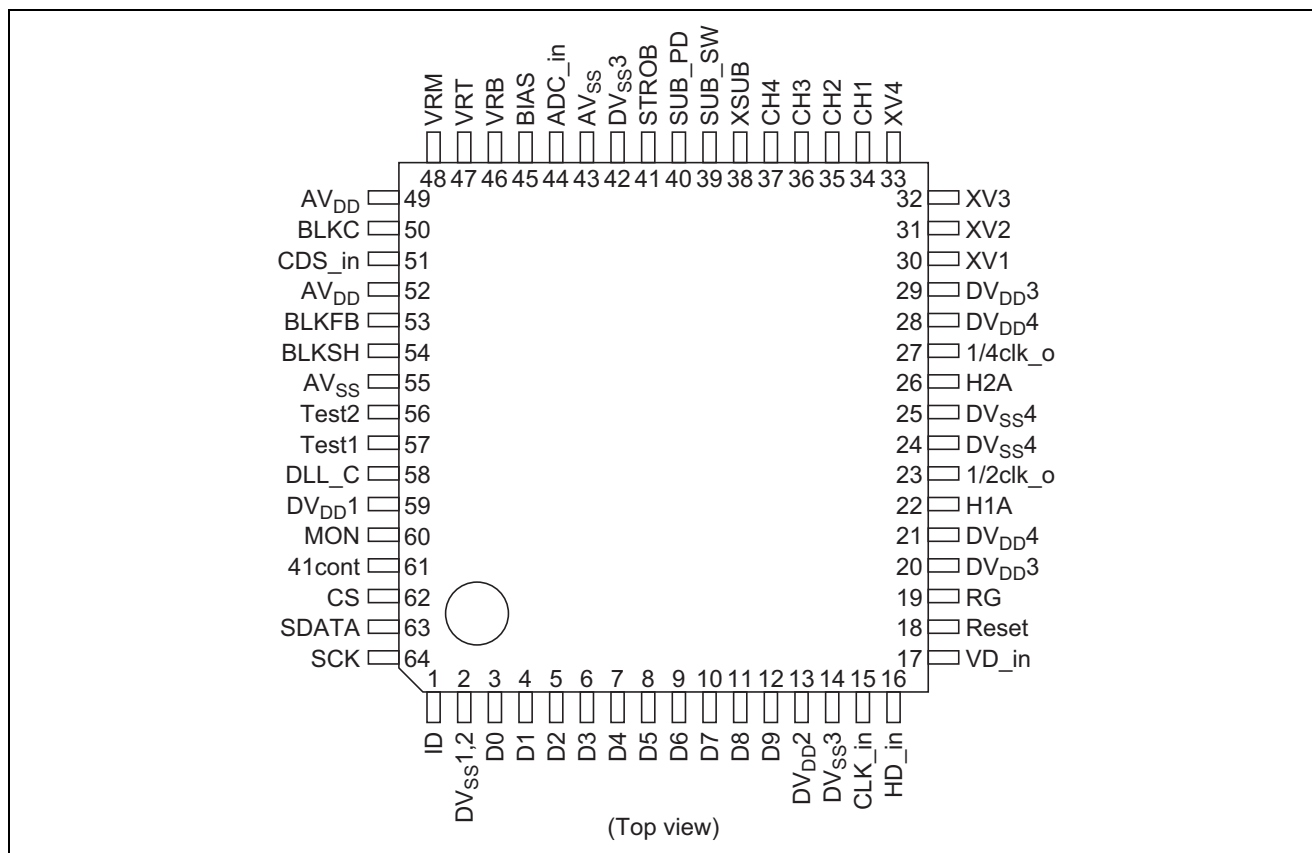 VRM VRT VRB BIAS ADC_in AVSS DVSS3 STROB SUB_PD SUB_SW XSUB CH4 CH3 CH2 CH1 XV4
48 47 46 45 44 43 42 41 40 39 38 37 36 35 34 33
AVDD 49 32 XV3
BLKC 50 31 XV2
CDS_in 51 30 XV1
AVDD 52 29 DVDD3
BLKFB 53 28 DVDD4
BLKSH 54 27 1/4clk_o
AVSS 55 26 H2A
Test2 56 25 DVSS4
Test1 57 24 DVSS4
DLL_C 58 23 1/2clk_o
DVDD1 59 22 H1A
MON 60 21 DVDD4
41cont 61 20 DVDD3
CS 62 19 RG
SDATA 63 18 Reset
SCK 64 17 VD_in
1 2 3 4 5 6 7 8 9 10 11 12 13 14 15 16
ID DVSS1,2 D0 D1 D2 D3 D4 D5 D6 D7 D8 D9 DVDD2 DVSS3 CLK_in HD_in
(Top view)